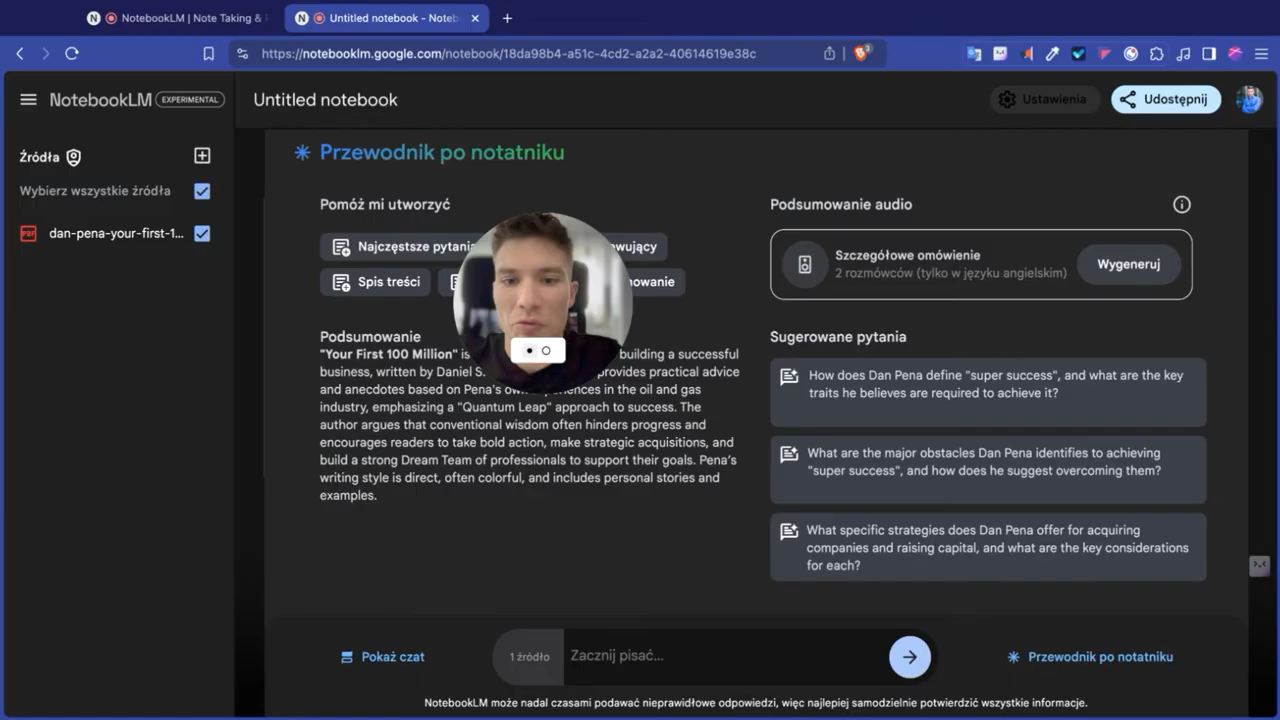 NotebookLM | Note Taking &
Untitled notebook - Noteb
https://notebooklm.google.com/notebook/18da98b4-a51c-4cd2-a2a2-40614619e38c
3
NotebookLM EXPERIMENTAL
Untitled notebook
Ustawienia
Udostępnij
Źródła
Wybierz wszystkie źródła
PDF dan-pena-your-first-1...
Przewodnik po notatniku
Pomóż mi utworzyć
Najczęstsze pytania
Spis treści
Podsumowanie
"Your First 100 Million" is building a successful
business, written by Daniel S. provides practical advice
and anecdotes based on Pena's own experiences in the oil and gas
industry, emphasizing a "Quantum Leap" approach to success. The
author argues that conventional wisdom often hinders progress and
encourages readers to take bold action, make strategic acquisitions, and
build a strong Dream Team of professionals to support their goals. Pena's
writing style is direct, often colorful, and includes personal stories and
examples.
Podsumowanie audio
Szczegółowe omówienie
2 rozmówców (tylko w języku angielskim)
Wygeneruj
Sugerowane pytania
How does Dan Pena define "super success", and what are the key
traits he believes are required to achieve it?
What are the major obstacles Dan Pena identifies to achieving
"super success", and how does he suggest overcoming them?
What specific strategies does Dan Pena offer for acquiring
companies and raising capital, and what are the key considerations
for each?
Pokaż czat
1 źródło
Zacznij pisać...
Przewodnik po notatniku
NotebookLM może nadal czasami podawać nieprawidłowe odpowiedzi, więc najlepiej samodzielnie potwierdzić wszystkie informacje.